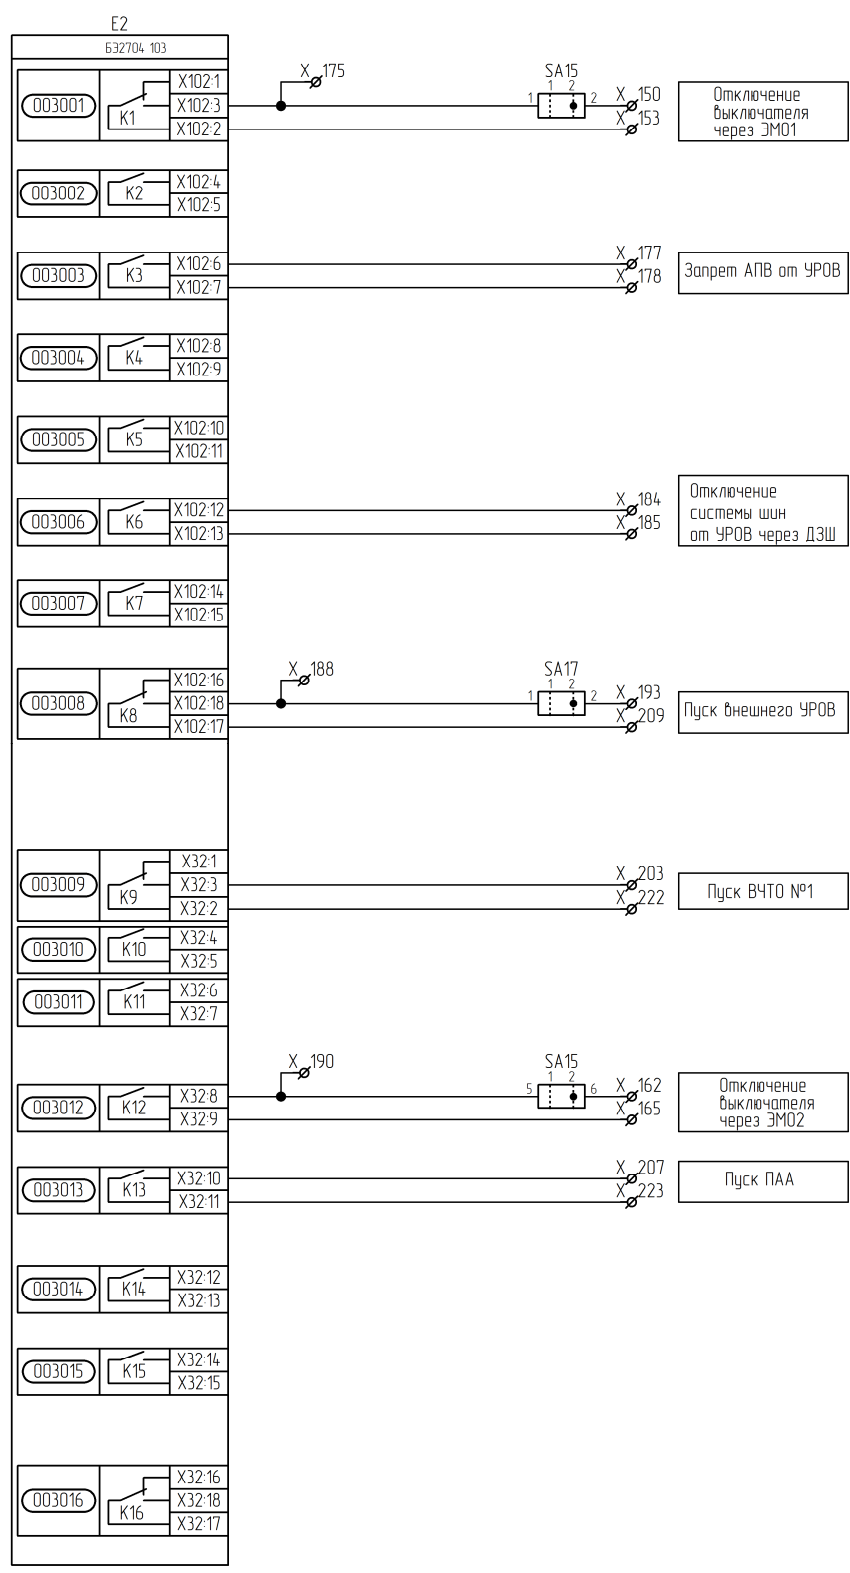 E2
БЭ2704 103
003001
K1
X102:1
X102:3
X102:2
X 175
SA15
1 2
1 2
X 150
X 153
Отключение
выключателя
через ЭМО1
003002
K2
X102:4
X102:5
003003
K3
X102:6
X102:7
X 177
X 178
Запрет АПВ от УРОВ
003004
K4
X102:8
X102:9
003005
K5
X102:10
X102:11
003006
K6
X102:12
X102:13
X 184
X 185
Отключение
системы шин
от УРОВ через ДЗШ
003007
K7
X102:14
X102:15
003008
K8
X102:16
X102:18
X102:17
X 188
SA17
1 2
1 2
X 193
X 209
Пуск внешнего УРОВ
003009
K9
X32:1
X32:3
X32:2
X 203
X 222
Пуск ВЧТО №1
003010
K10
X32:4
X32:5
003011
K11
X32:6
X32:7
003012
K12
X32:8
X32:9
X 190
SA15
1 2
5 6
X 162
X 165
Отключение
выключателя
через ЭМО2
003013
K13
X32:10
X32:11
X 207
X 223
Пуск ПАА
003014
K14
X32:12
X32:13
003015
K15
X32:14
X32:15
003016
K16
X32:16
X32:18
X32:17